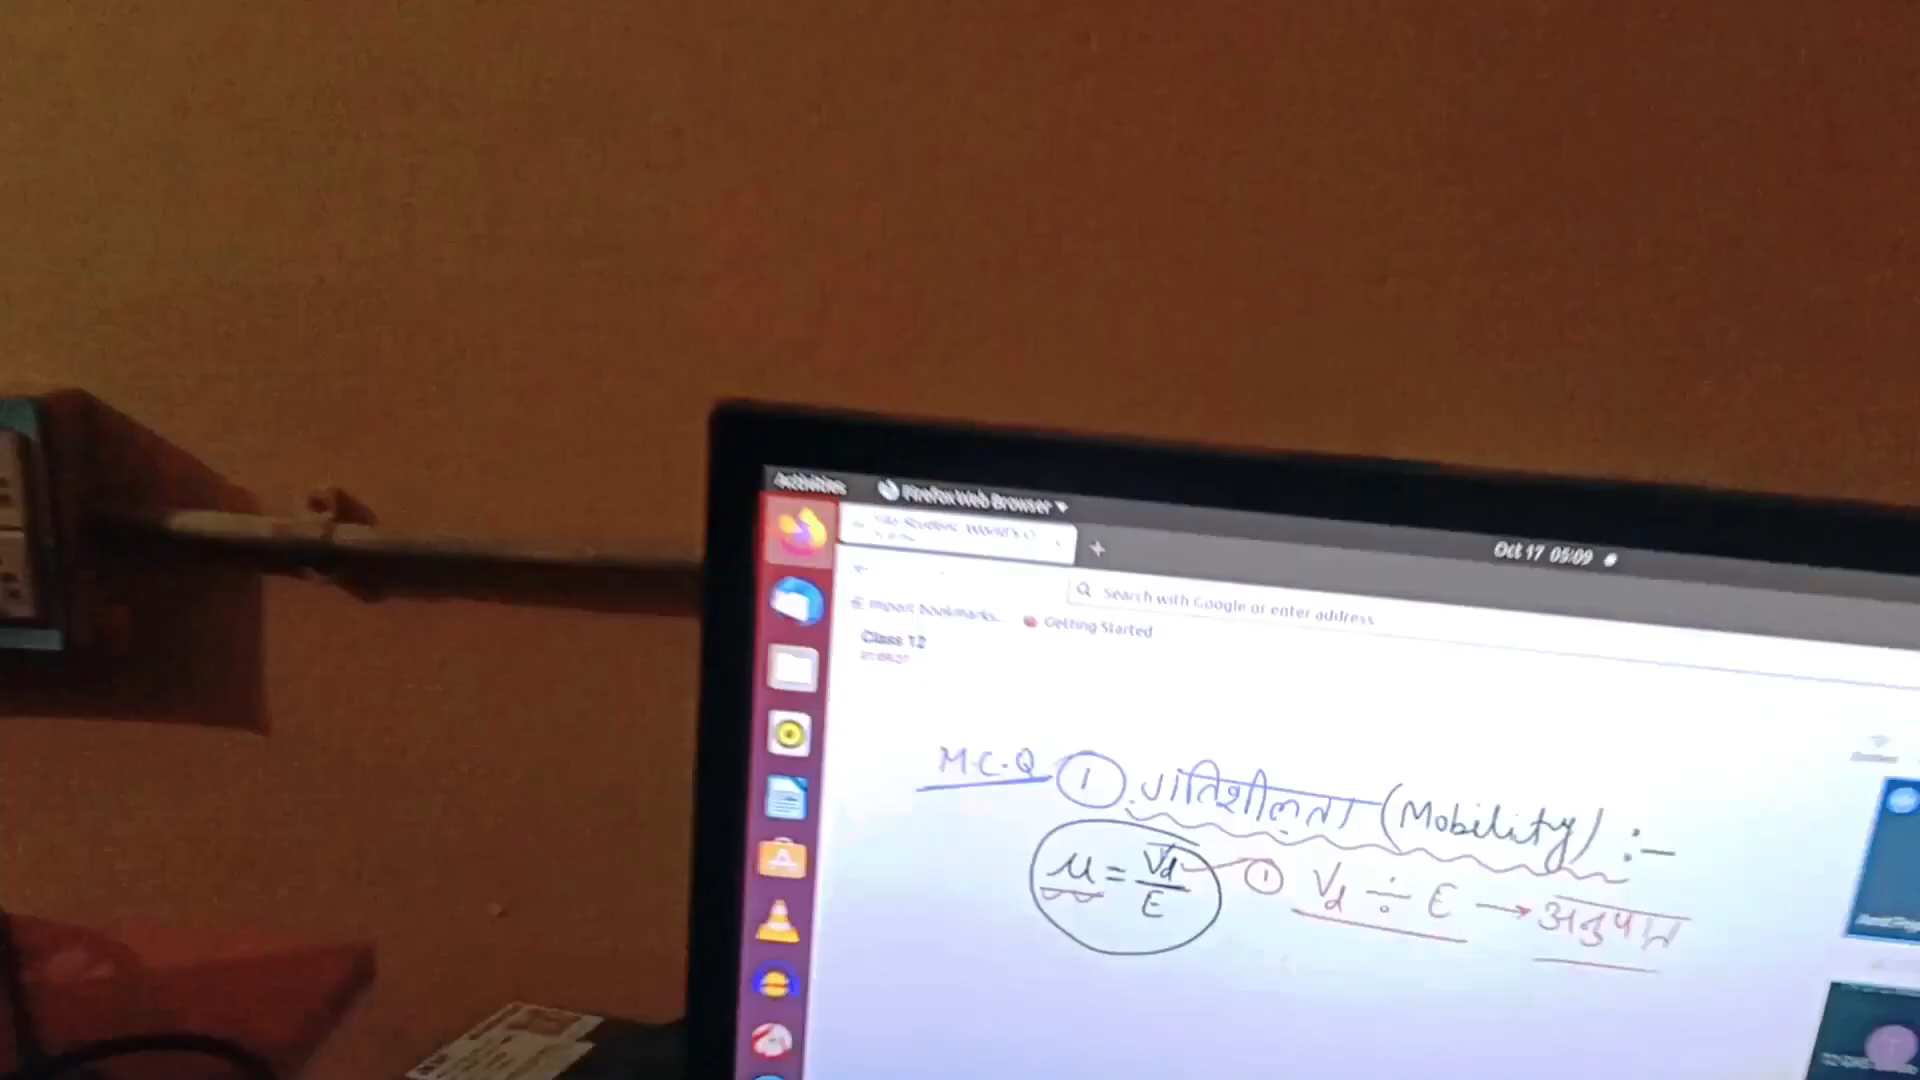 Activities Firefox Web Browser
Oct 17 05:09
Search with Google or enter address
Import bookmarks... Getting Started
Class 12
M.C.Q ① गतिशीलता (Mobility) :-
μ = Vd / E ① Vd ÷ E → अनुपात